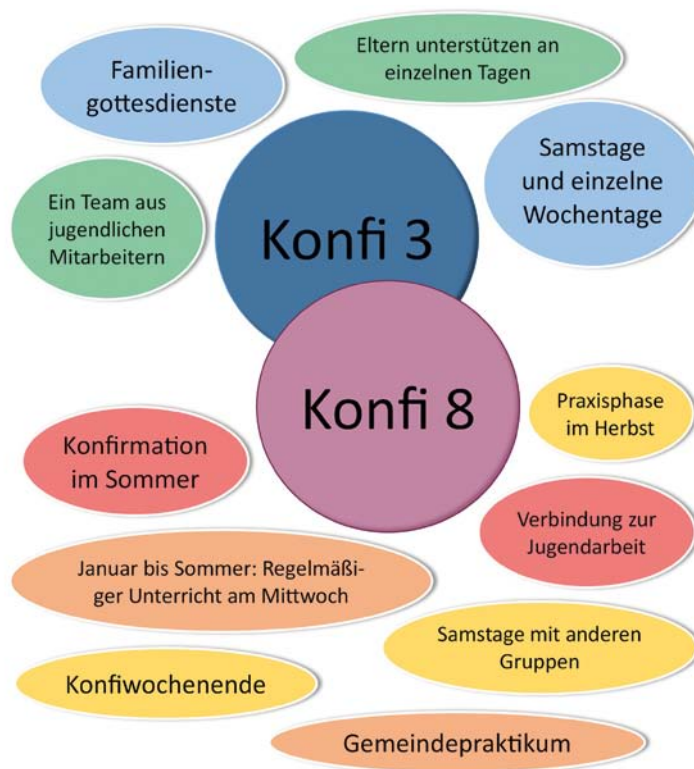 Familien-
gottesdienste
Eltern unterstützen an
einzelnen Tagen
Samstage
und einzelne
Wochentage
Ein Team aus
jugendlichen
Mitarbeitern
Konfi 3
Konfi 8
Praxisphase
im Herbst
Konfirmation
im Sommer
Verbindung zur
Jugendarbeit
Januar bis Sommer: Regelmäßi-
ger Unterricht am Mittwoch
Samstage mit anderen
Gruppen
Konfiwochenende
Gemeindepraktikum